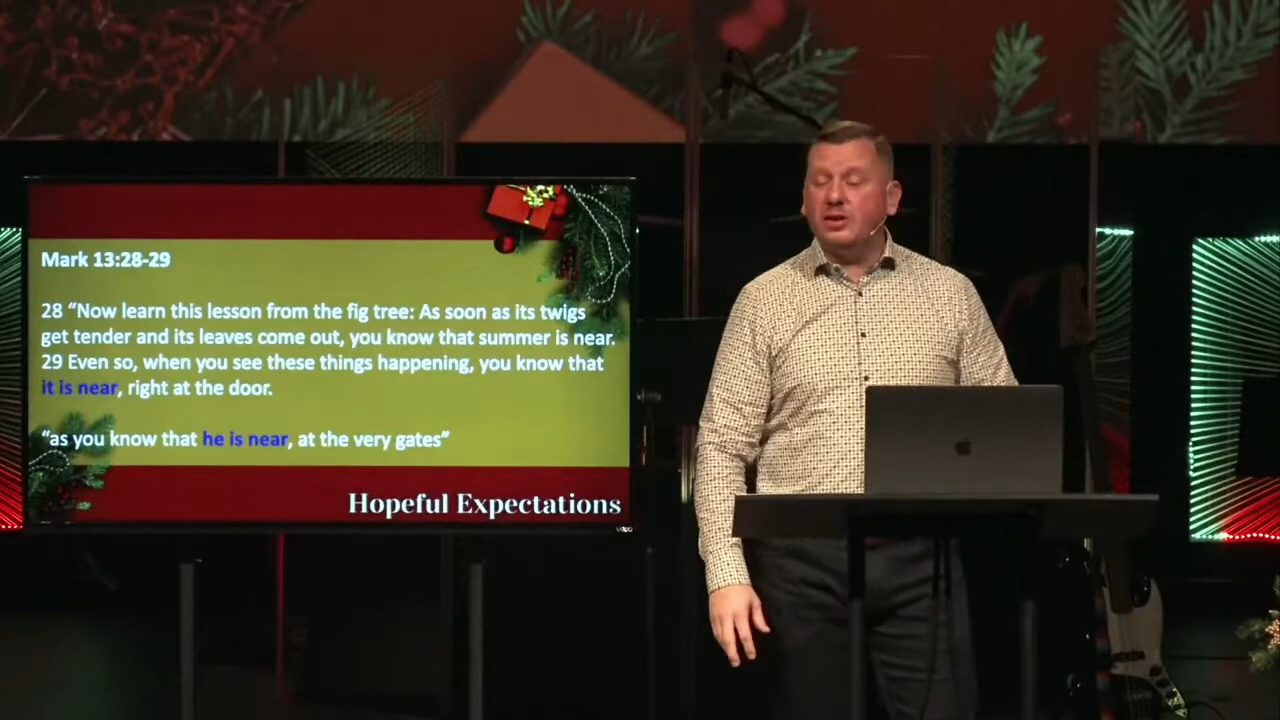 Mark 13:28-29
28 “Now learn this lesson from the fig tree: As soon as its twigs
get tender and its leaves come out, you know that summer is near.
29 Even so, when you see these things happening, you know that
it is near, right at the door.
“as you know that he is near, at the very gates”
Hopeful Expectations